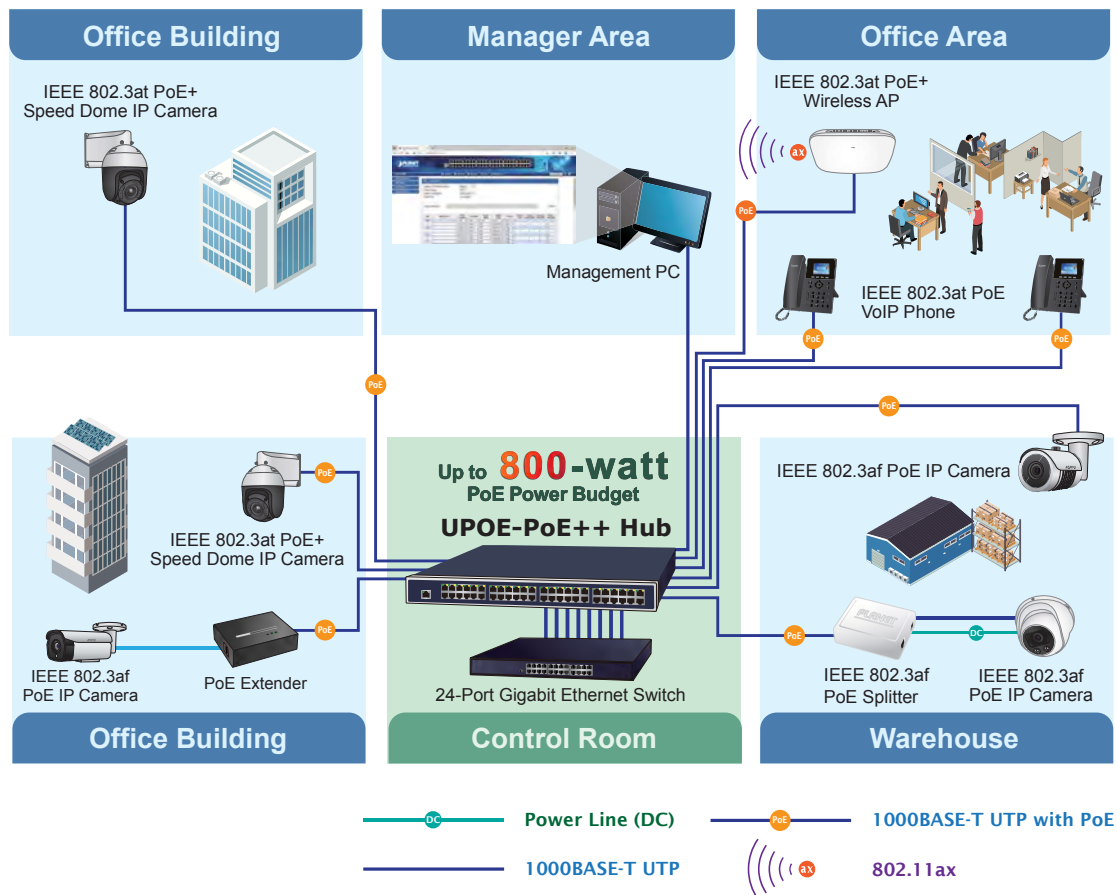 Office Building
IEEE 802.3at PoE+
Speed Dome IP Camera
PoE
Manager Area
PLANET
Management PC
Office Area
IEEE 802.3at PoE+
Wireless AP
ax
PoE
IEEE 802.3at PoE
VoIP Phone
PoE
PoE
PoE
IEEE 802.3at PoE+
Speed Dome IP Camera
PoE
IEEE 802.3af
PoE IP Camera
PoE Extender
Office Building
Up to 800-watt
PoE Power Budget
UPOE-PoE++ Hub
24-Port Gigabit Ethernet Switch
Control Room
PoE
IEEE 802.3af PoE IP Camera
PoE
PLANET
DC
IEEE 802.3af
PoE Splitter
IEEE 802.3af
PoE IP Camera
Warehouse
DC
Power Line (DC)
PoE
1000BASE-T UTP with PoE
1000BASE-T UTP
ax
802.11ax